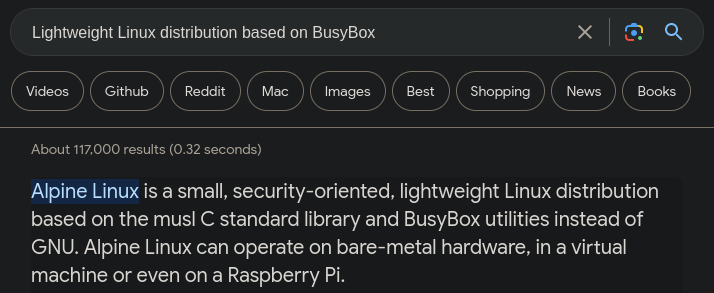 Lightweight Linux distribution based on BusyBox
Videos Github Reddit Mac Images Best Shopping News Books
About 117,000 results (0.32 seconds)
Alpine Linux is a small, security-oriented, lightweight Linux distribution
based on the musl C standard library and BusyBox utilities instead of
GNU. Alpine Linux can operate on bare-metal hardware, in a virtual
machine or even on a Raspberry Pi.